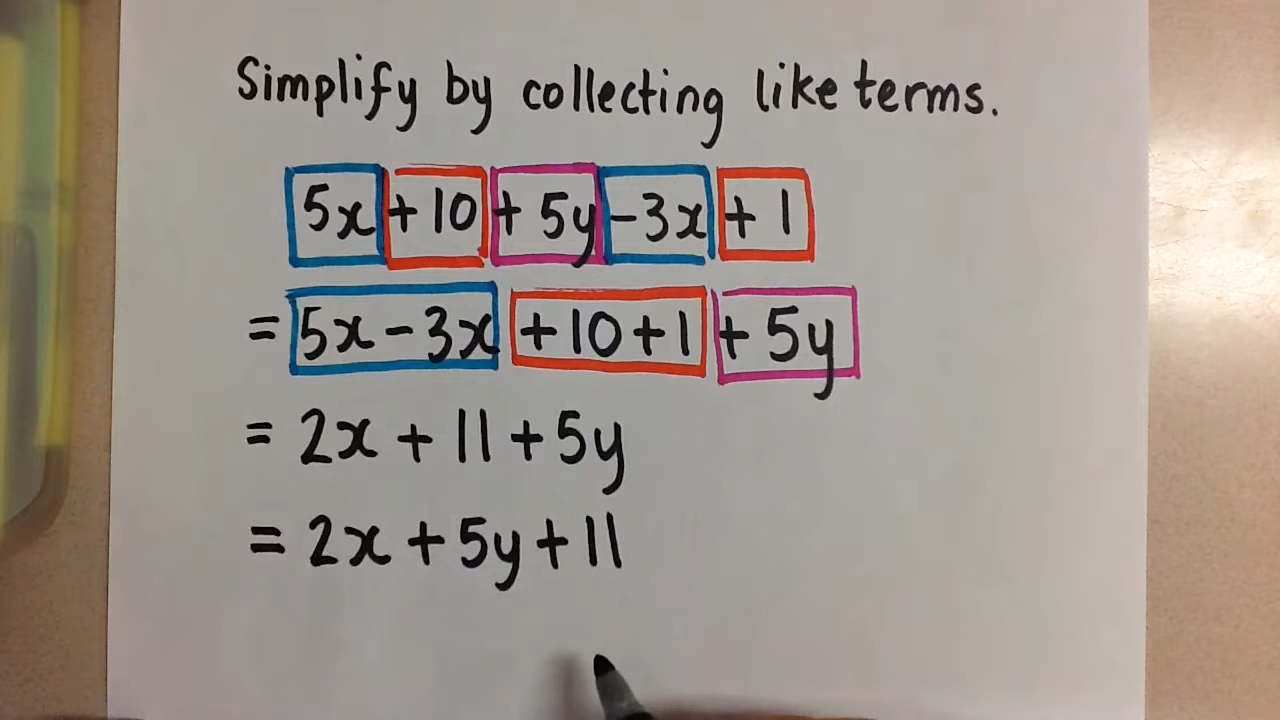 Simplify by collecting like terms.
5x + 10 + 5y - 3x + 1
= 5x - 3x + 10 + 1 + 5y
= 2x + 11 + 5y
= 2x + 5y + 11